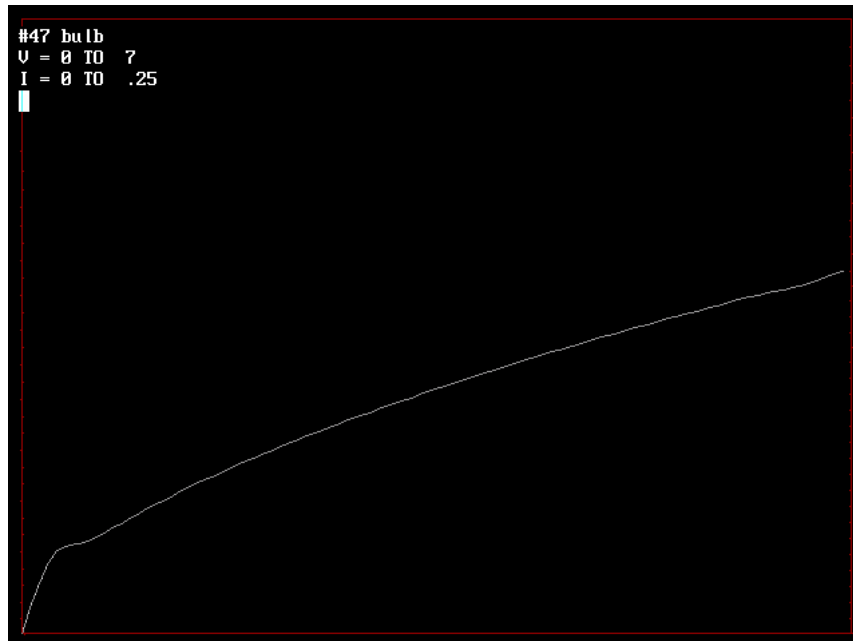 #47 bulb
V = 0 TO  7
I = 0 TO  .25